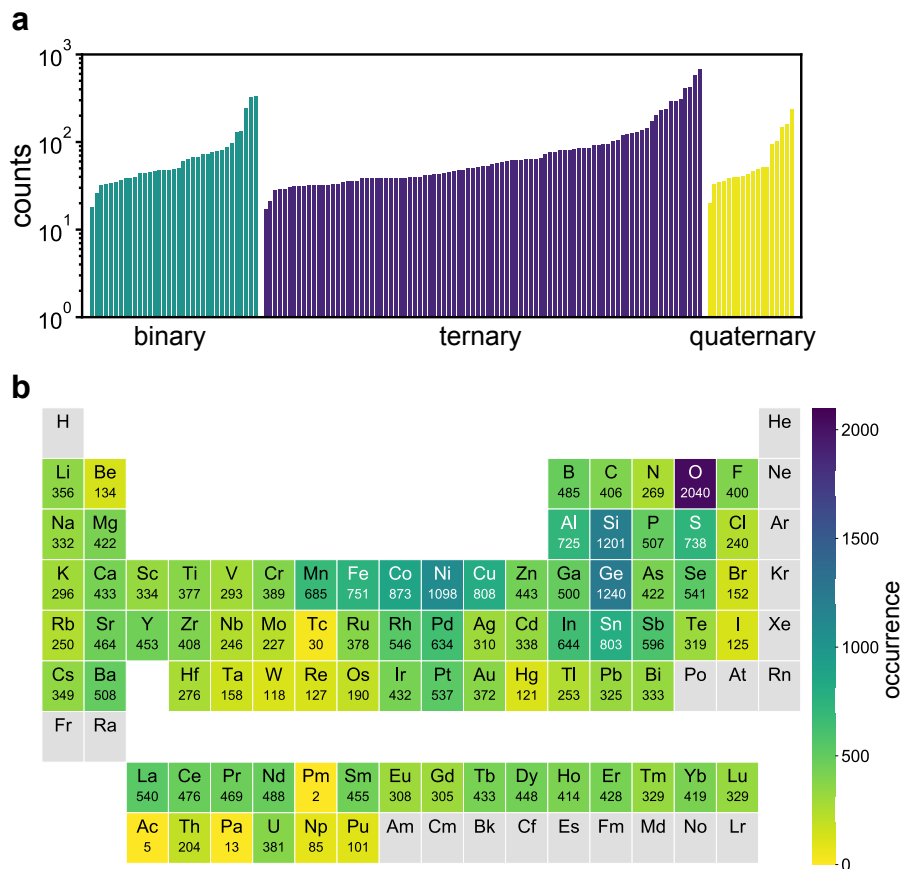 a
10³
10²
10¹
10⁰
counts
binary ternary quaternary
b
H He
Li Be B C N O F Ne
356 134 485 406 269 2040 400
Na Mg Al Si P S Cl Ar
332 422 725 1201 507 738 240
K Ca Sc Ti V Cr Mn Fe Co Ni Cu Zn Ga Ge As Se Br Kr
296 433 334 377 293 389 685 751 873 1098 808 443 500 1240 422 541 152
Rb Sr Y Zr Nb Mo Tc Ru Rh Pd Ag Cd In Sn Sb Te I Xe
250 464 453 408 246 227 30 378 546 634 310 338 644 803 596 319 125
Cs Ba Hf Ta W Re Os Ir Pt Au Hg Tl Pb Bi Po At Rn
349 508 276 158 118 127 190 432 537 372 121 253 325 333
Fr Ra
La Ce Pr Nd Pm Sm Eu Gd Tb Dy Ho Er Tm Yb Lu
540 476 469 488 2 455 308 305 433 448 414 428 329 419 329
Ac Th Pa U Np Pu Am Cm Bk Cf Es Fm Md No Lr
5 204 13 381 85 101
2000
1500
1000
500
0
occurrence